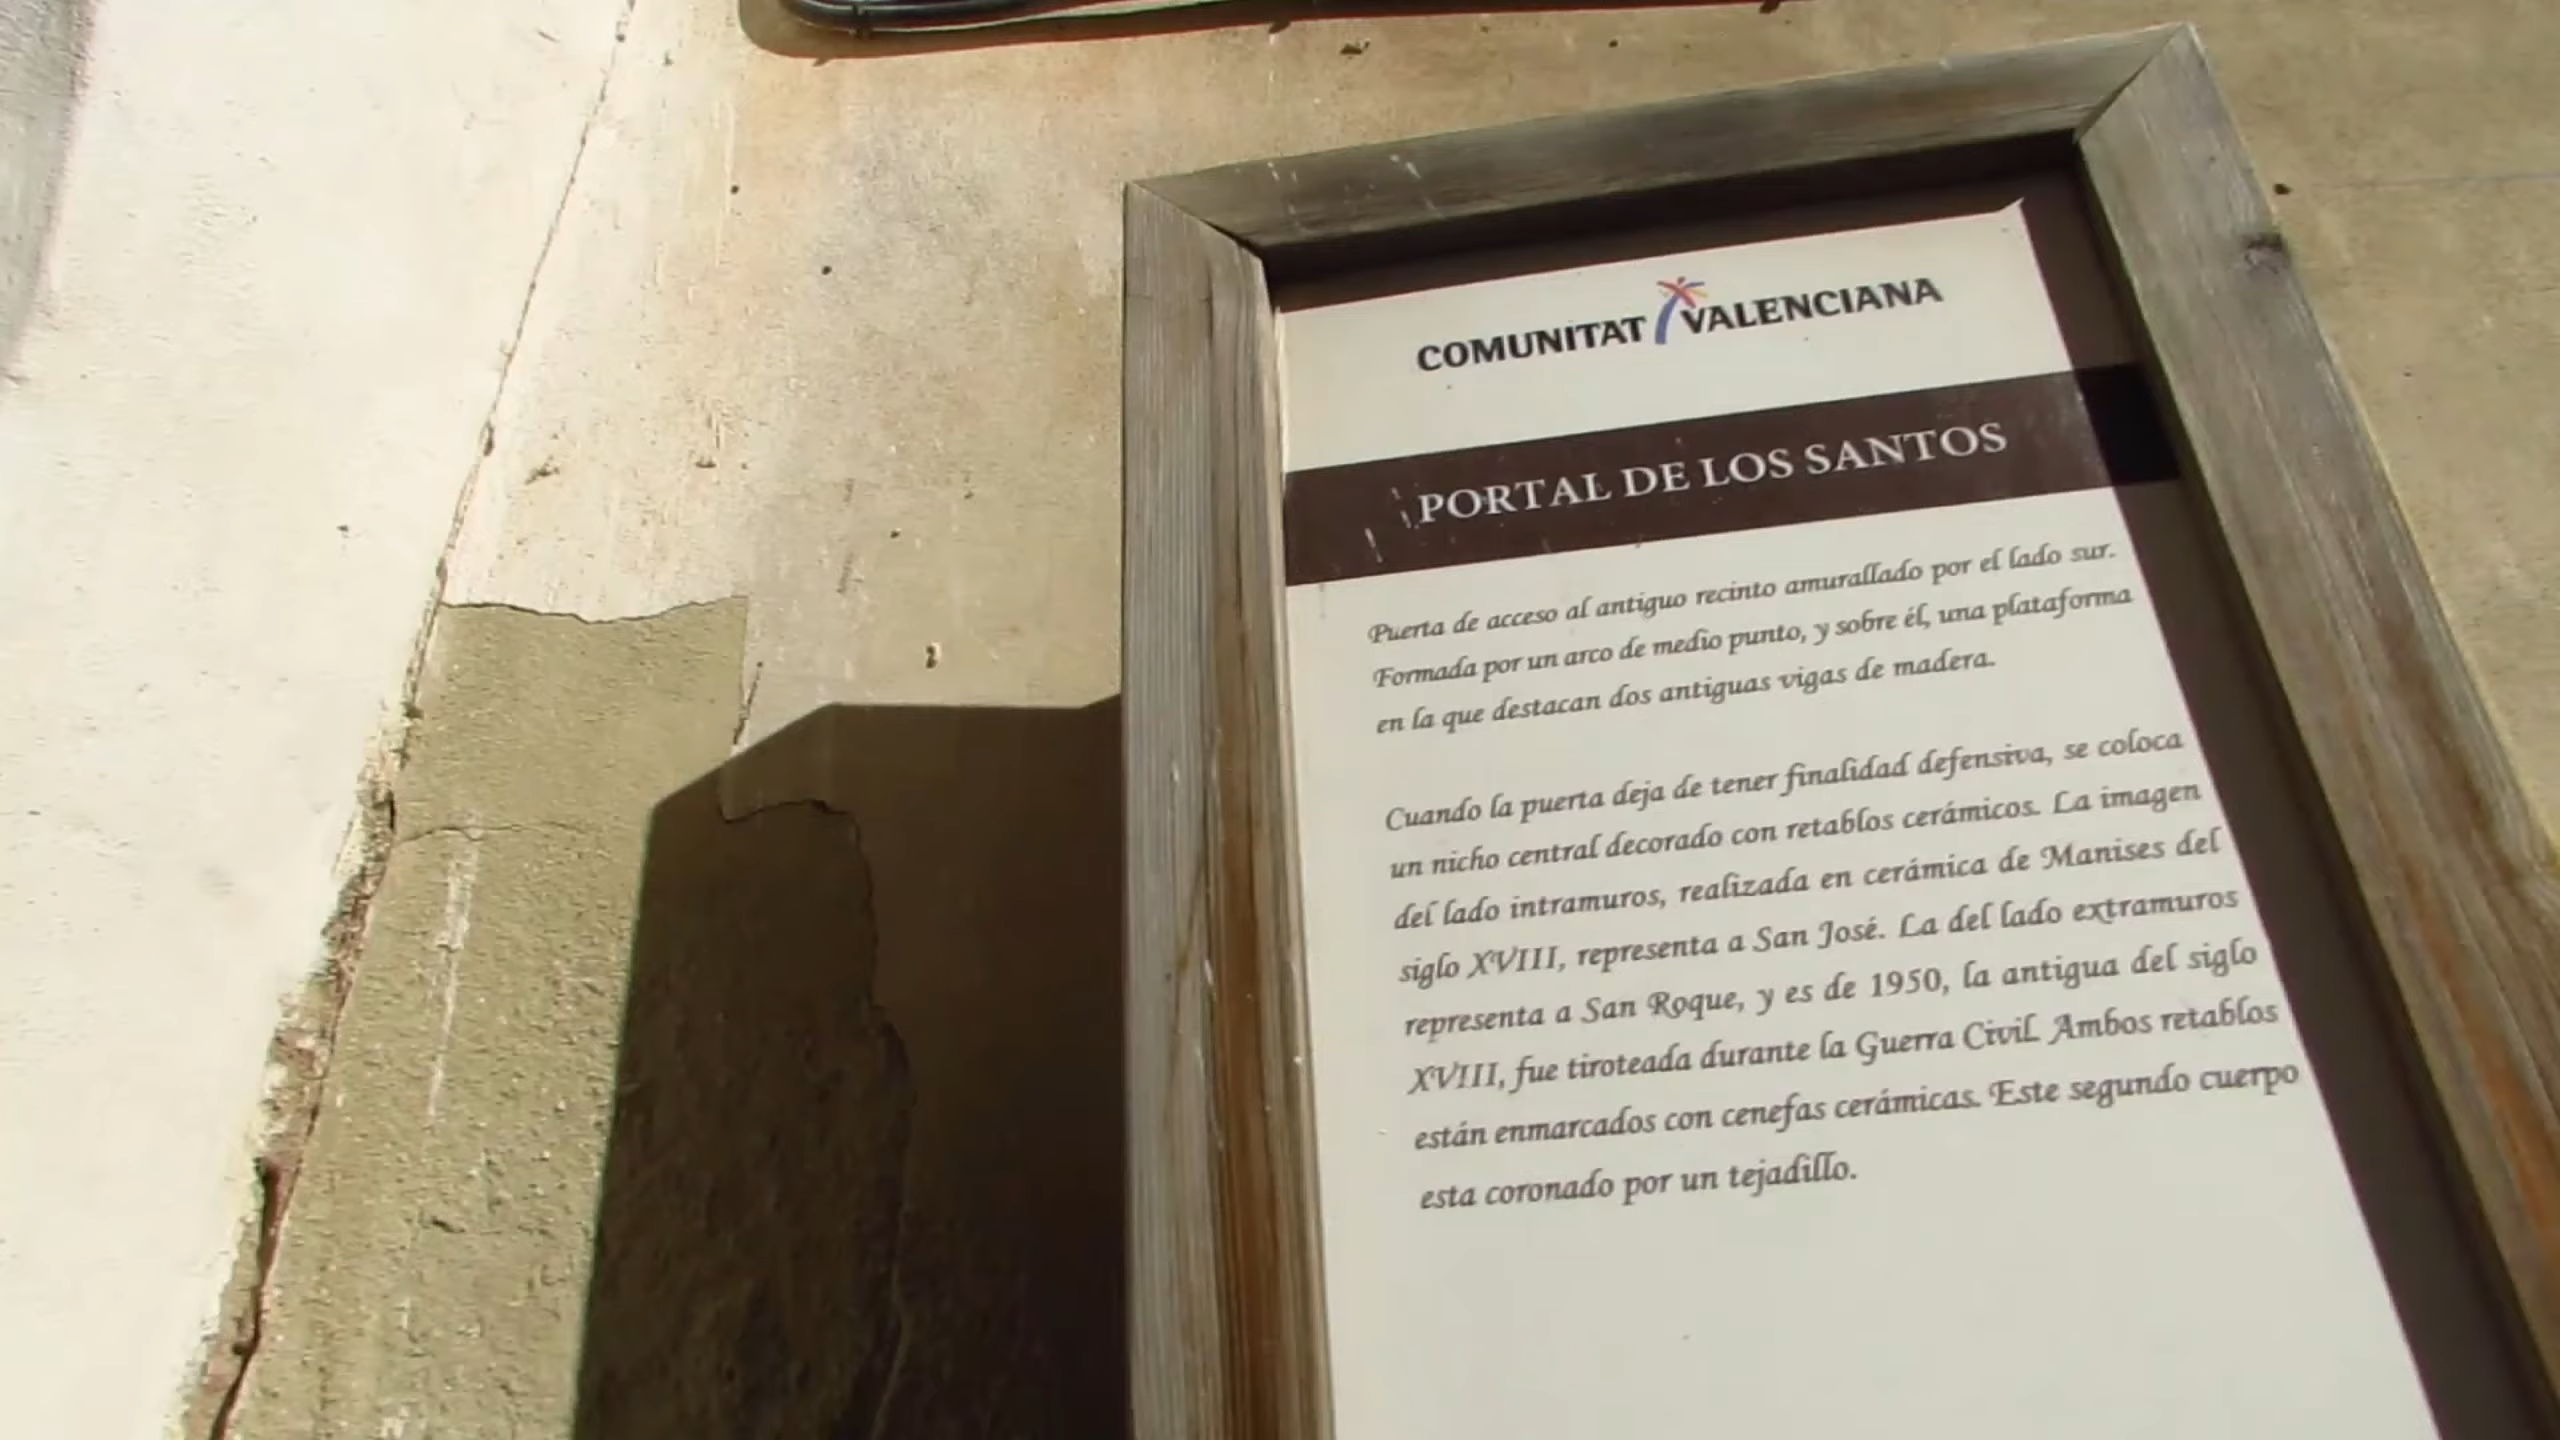 COMUNITAT VALENCIANA
PORTAL DE LOS SANTOS
Puerta de acceso al antiguo recinto amurallado por el lado sur.
Formada por un arco de medio punto, y sobre él, una plataforma
en la que destacan dos antiguas vigas de madera.
Cuando la puerta deja de tener finalidad defensiva, se coloca
un nicho central decorado con retablos cerámicos. La imagen
del lado intramuros, realizada en cerámica de Manises del
siglo XVIII, representa a San José. La del lado extramuros
representa a San Roque, y es de 1950, la antigua del siglo
XVIII, fue tiroteada durante la Guerra Civil. Ambos retablos
están enmarcados con cenefas cerámicas. Este segundo cuerpo
esta coronado por un tejadillo.